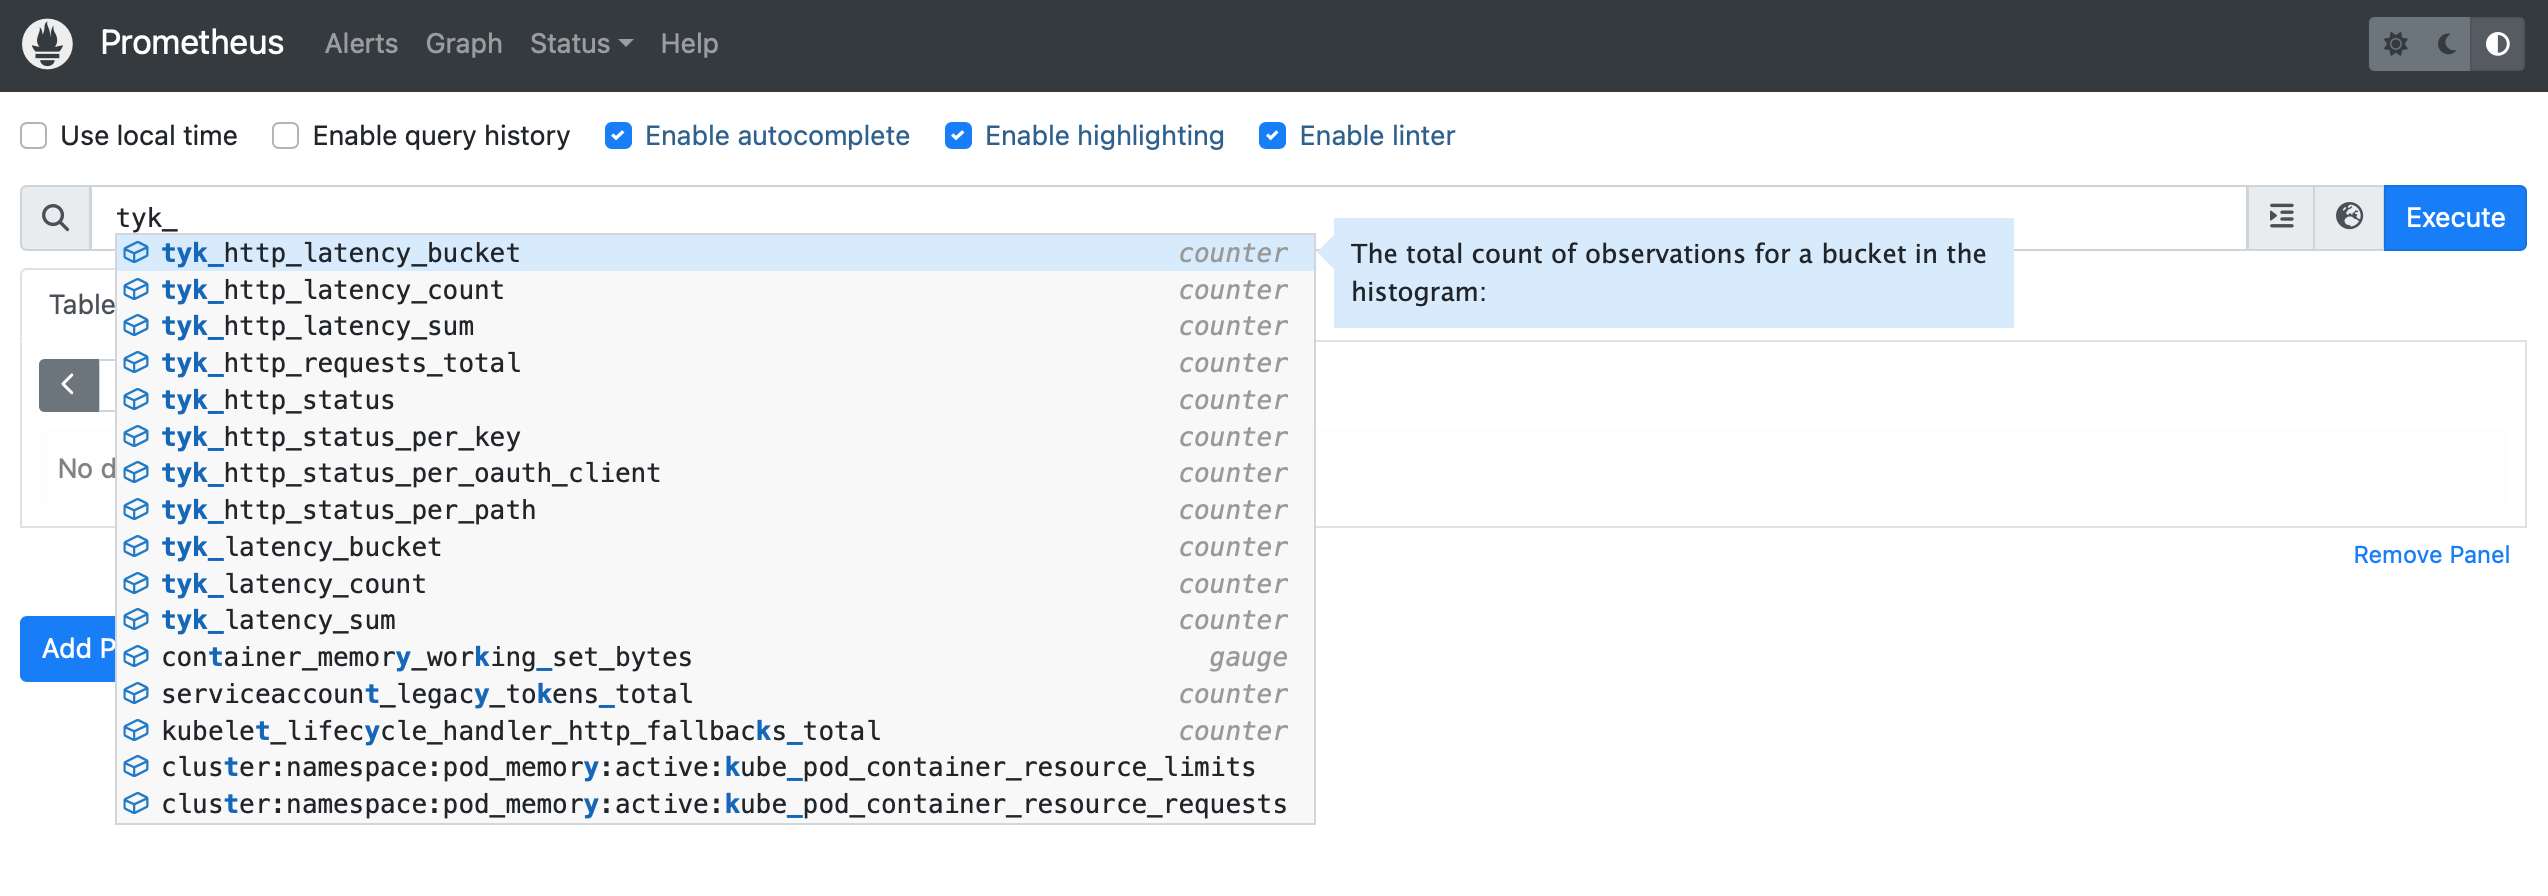 Prometheus Alerts Graph Status Help
Use local time Enable query history Enable autocomplete Enable highlighting Enable linter
tyk_ Execute
tyk_http_latency_bucket counter
The total count of observations for a bucket in the
histogram:
Table
tyk_http_latency_count counter
tyk_http_latency_sum counter
tyk_http_requests_total counter
tyk_http_status counter
tyk_http_status_per_key counter
No d
tyk_http_status_per_oauth_client counter
tyk_http_status_per_path counter
tyk_latency_bucket counter
Remove Panel
tyk_latency_count counter
tyk_latency_sum counter
Add P
container_memory_working_set_bytes gauge
serviceaccount_legacy_tokens_total counter
kubelet_lifecycle_handler_http_fallbacks_total counter
cluster:namespace:pod_memory:active:kube_pod_container_resource_limits
cluster:namespace:pod_memory:active:kube_pod_container_resource_requests